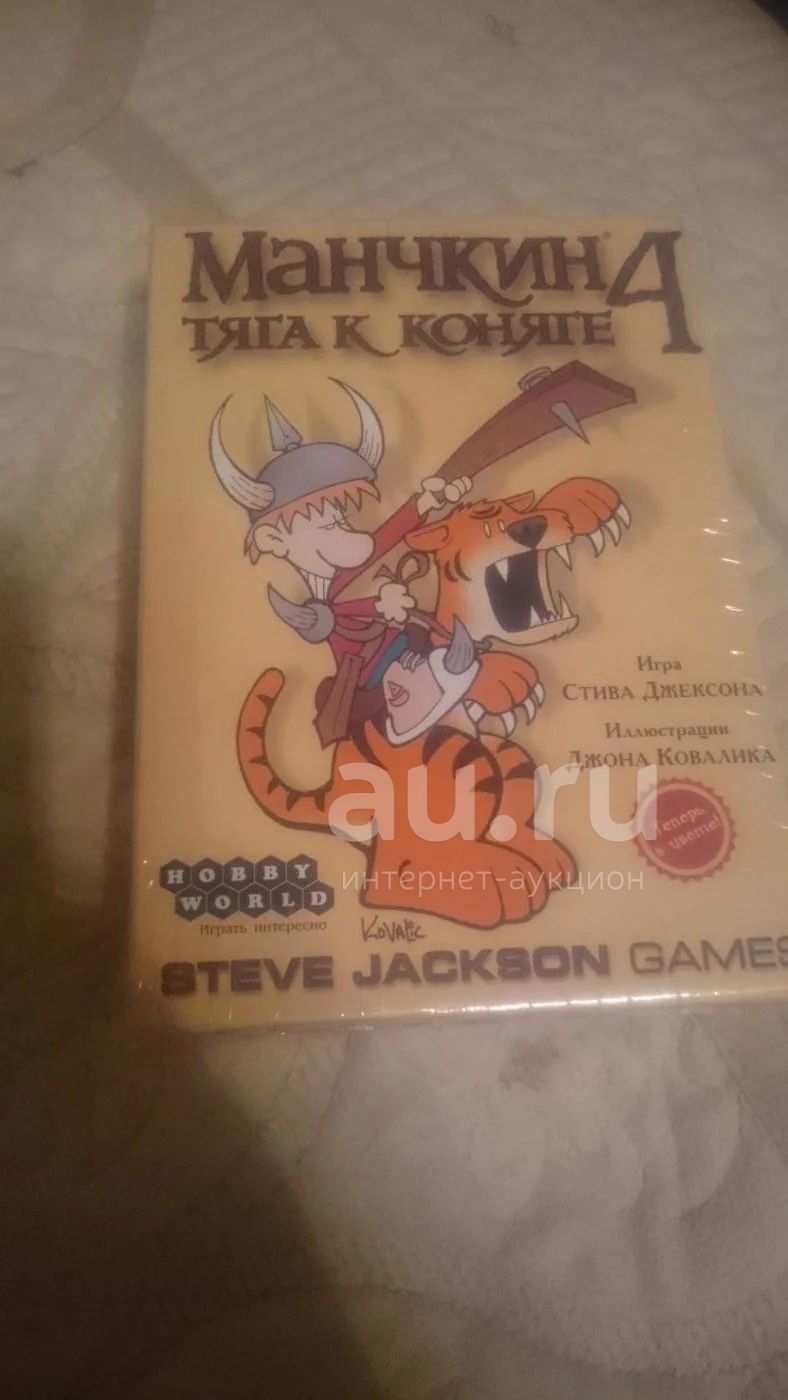 Манчкин® 4
тяга к коняге
Игра
Стива Джексона
Иллюстрации
Джона Ковалика
Теперь
в цвете!
au.ru
интернет-аукцион
HOBBY
WORLD
Играть интересно
Kovalic
STEVE JACKSON GAMES